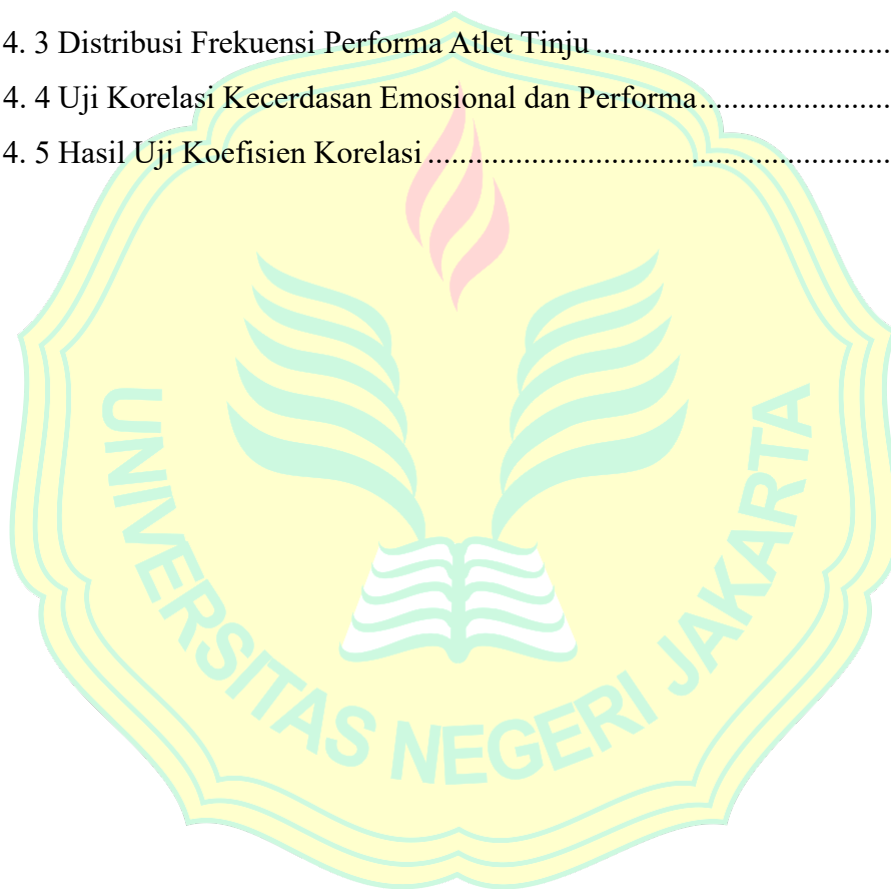 4. 3 Distribusi Frekuensi Performa Atlet Tinju ....................................
4. 4 Uji Korelasi Kecerdasan Emosional dan Performa.......................
4. 5 Hasil Uji Koefisien Korelasi .........................................................
UNIVERSITAS NEGERI JAKARTA